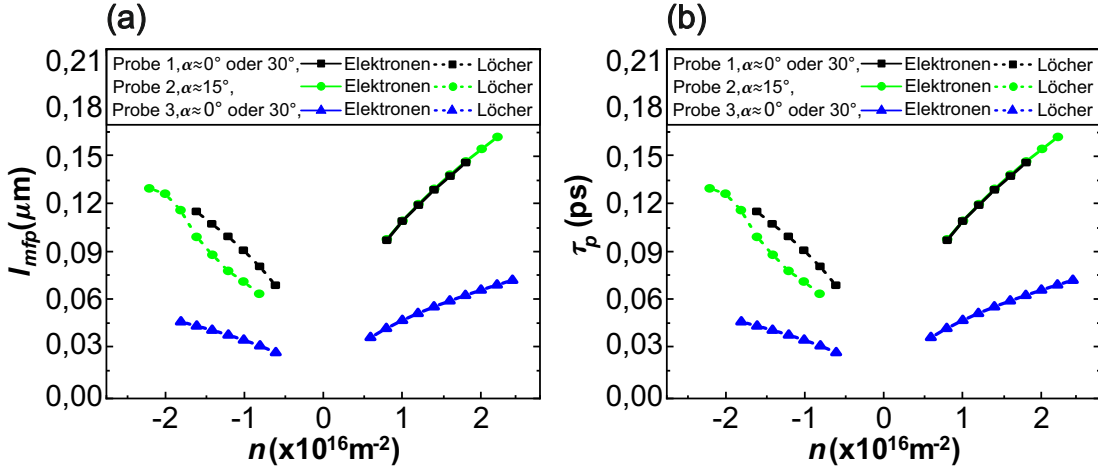 (a)
0,21
0,18
0,15
0,12
0,09
0,06
0,03
0,00
l_mfp(μm)
Probe 1,α≈0° oder 30°, Elektronen Löcher
Probe 2,α≈15°, Elektronen Löcher
Probe 3,α≈0° oder 30°, Elektronen Löcher
-2 -1 0 1 2
n(x10¹⁶m⁻²)
(b)
0,21
0,18
0,15
0,12
0,09
0,06
0,03
0,00
τ_p (ps)
Probe 1,α≈0° oder 30°, Elektronen Löcher
Probe 2,α≈15°, Elektronen Löcher
Probe 3,α≈0° oder 30°, Elektronen Löcher
-2 -1 0 1 2
n(x10¹⁶m⁻²)